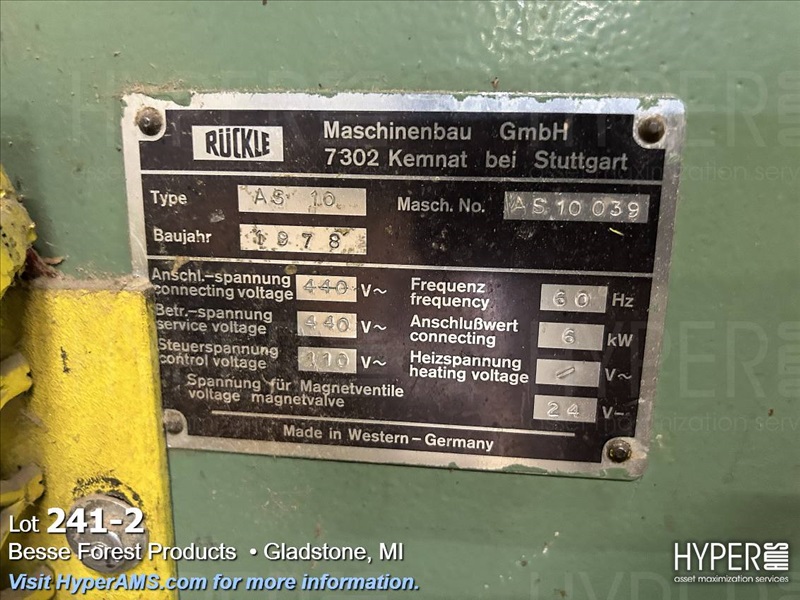 RÜCKLE
Maschinenbau GmbH
7302 Kemnat bei Stuttgart
Type AS 10 Masch. No. AS 10 039
Baujahr 1978
Anschl.-spannung
connecting voltage 440 V~
Frequenz
frequency 60 Hz
Betr.-spannung
service voltage 440 V~
Anschlußwert
connecting 6 kW
Steuerspannung
control voltage 110 V~
Heizspannung
heating voltage / V~
Spannung für Magnetventile
voltage magnetvalve 24 V-
Made in Western-Germany
Lot 241-2
Besse Forest Products • Gladstone, MI
Visit HyperAMS.com for more information.
HYPER AMS
asset maximization services